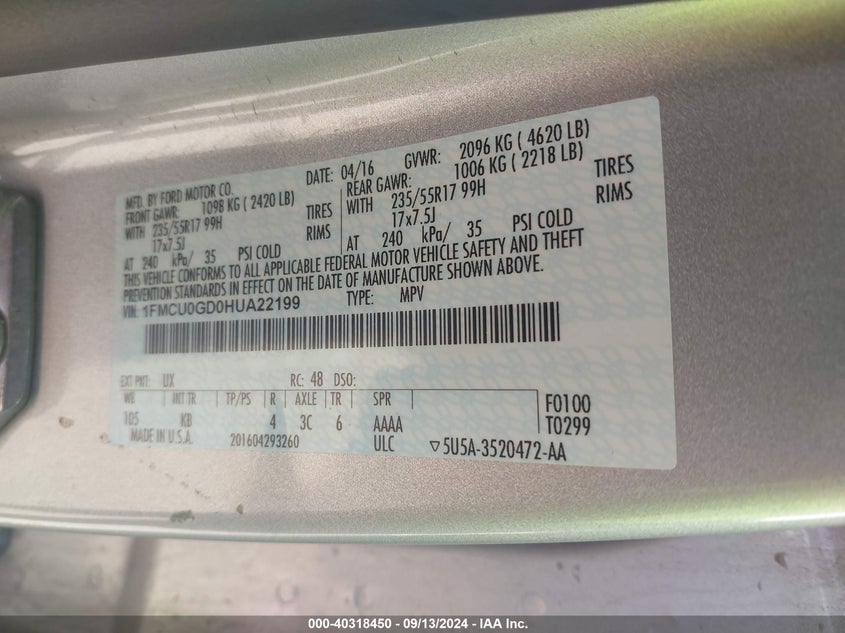 MFD. BY FORD MOTOR CO. DATE: 04/16 GVWR: 2096 KG ( 4620 LB)
FRONT GAWR: 1098 KG ( 2420 LB) REAR GAWR: 1006 KG ( 2218 LB)
WITH 235/55R17 99H TIRES WITH 235/55R17 99H TIRES
17x7.5J RIMS 17x7.5J RIMS
AT 240 kPa/ 35 PSI COLD AT 240 kPa/ 35 PSI COLD
THIS VEHICLE CONFORMS TO ALL APPLICABLE FEDERAL MOTOR VEHICLE SAFETY AND THEFT
PREVENTION STANDARDS IN EFFECT ON THE DATE OF MANUFACTURE SHOWN ABOVE.
VIN: 1FMCU0GD0HUA22199 TYPE: MPV
EXT PNT: UX RC: 48 DSO:
WB INT TR TP/PS R AXLE TR SPR
105 KB 4 3C 6 AAAA
F0100
T0299
MADE IN U.S.A. 201604293260 ULC ▽5U5A-3520472-AA
000-40318450 - 09/13/2024 - IAA Inc.